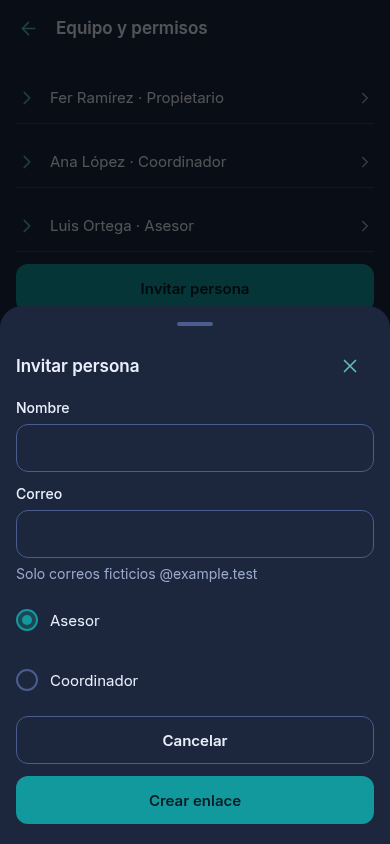 Equipo y permisos
Fer Ramírez · Propietario
Ana López · Coordinador
Luis Ortega · Asesor
Invitar persona
Invitar persona
Nombre
Correo
Solo correos ficticios @example.test
Asesor
Coordinador
Cancelar
Crear enlace